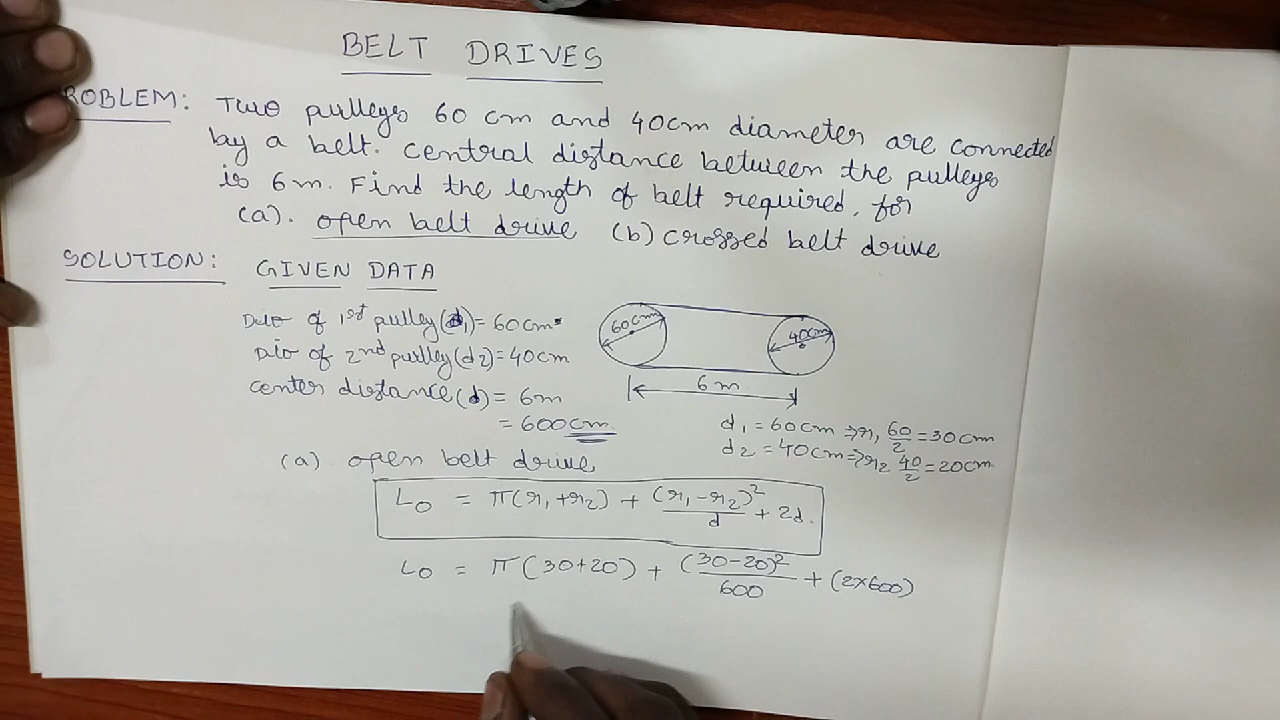 BELT DRIVES
ROBLEM: Two pulleys 60 cm and 40cm diameter are connected
by a belt. central distance between the pulleys
is 6m. Find the length of belt required, for
(a). open belt drive (b) crossed belt drive
SOLUTION: GIVEN DATA
Dia of 1st pulley (d1) = 60cm
Dia of 2nd pulley (d2) = 40cm
center distance (d) = 6m
= 600cm
60cm
40cm
6m
d1 = 60cm ⇒ r1 60/2 = 30cm
d2 = 40cm ⇒ r2 40/2 = 20cm
(a) open belt drive
LO = π(r1+r2) + (r1-r2)²/d + 2d.
LO = π(30+20) + (30-20)²/600 + (2×600)